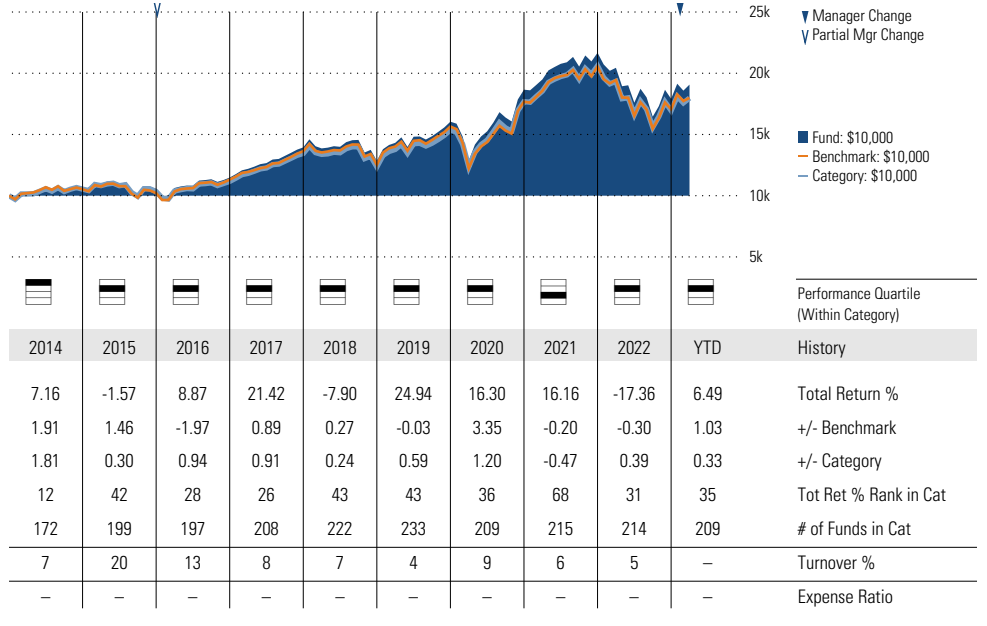 25k
▼ Manager Change
Partial Mgr Change
20k
15k
Fund: $10,000
Benchmark: $10,000
Category: $10,000
10k
5k
Performance Quartile
(Within Category)
2014 2015 2016 2017 2018 2019 2020 2021 2022 YTD History
7.16 -1.57 8.87 21.42 -7.90 24.94 16.30 16.16 -17.36 6.49 Total Return %
1.91 1.46 -1.97 0.89 0.27 -0.03 3.35 -0.20 -0.30 1.03 +/- Benchmark
1.81 0.30 0.94 0.91 0.24 0.59 1.20 -0.47 0.39 0.33 +/- Category
12 42 28 26 43 43 36 68 31 35 Tot Ret % Rank in Cat
172 199 197 208 222 233 209 215 214 209 # of Funds in Cat
7 20 13 8 7 4 9 6 5 – Turnover %
– – – – – – – – – – Expense Ratio